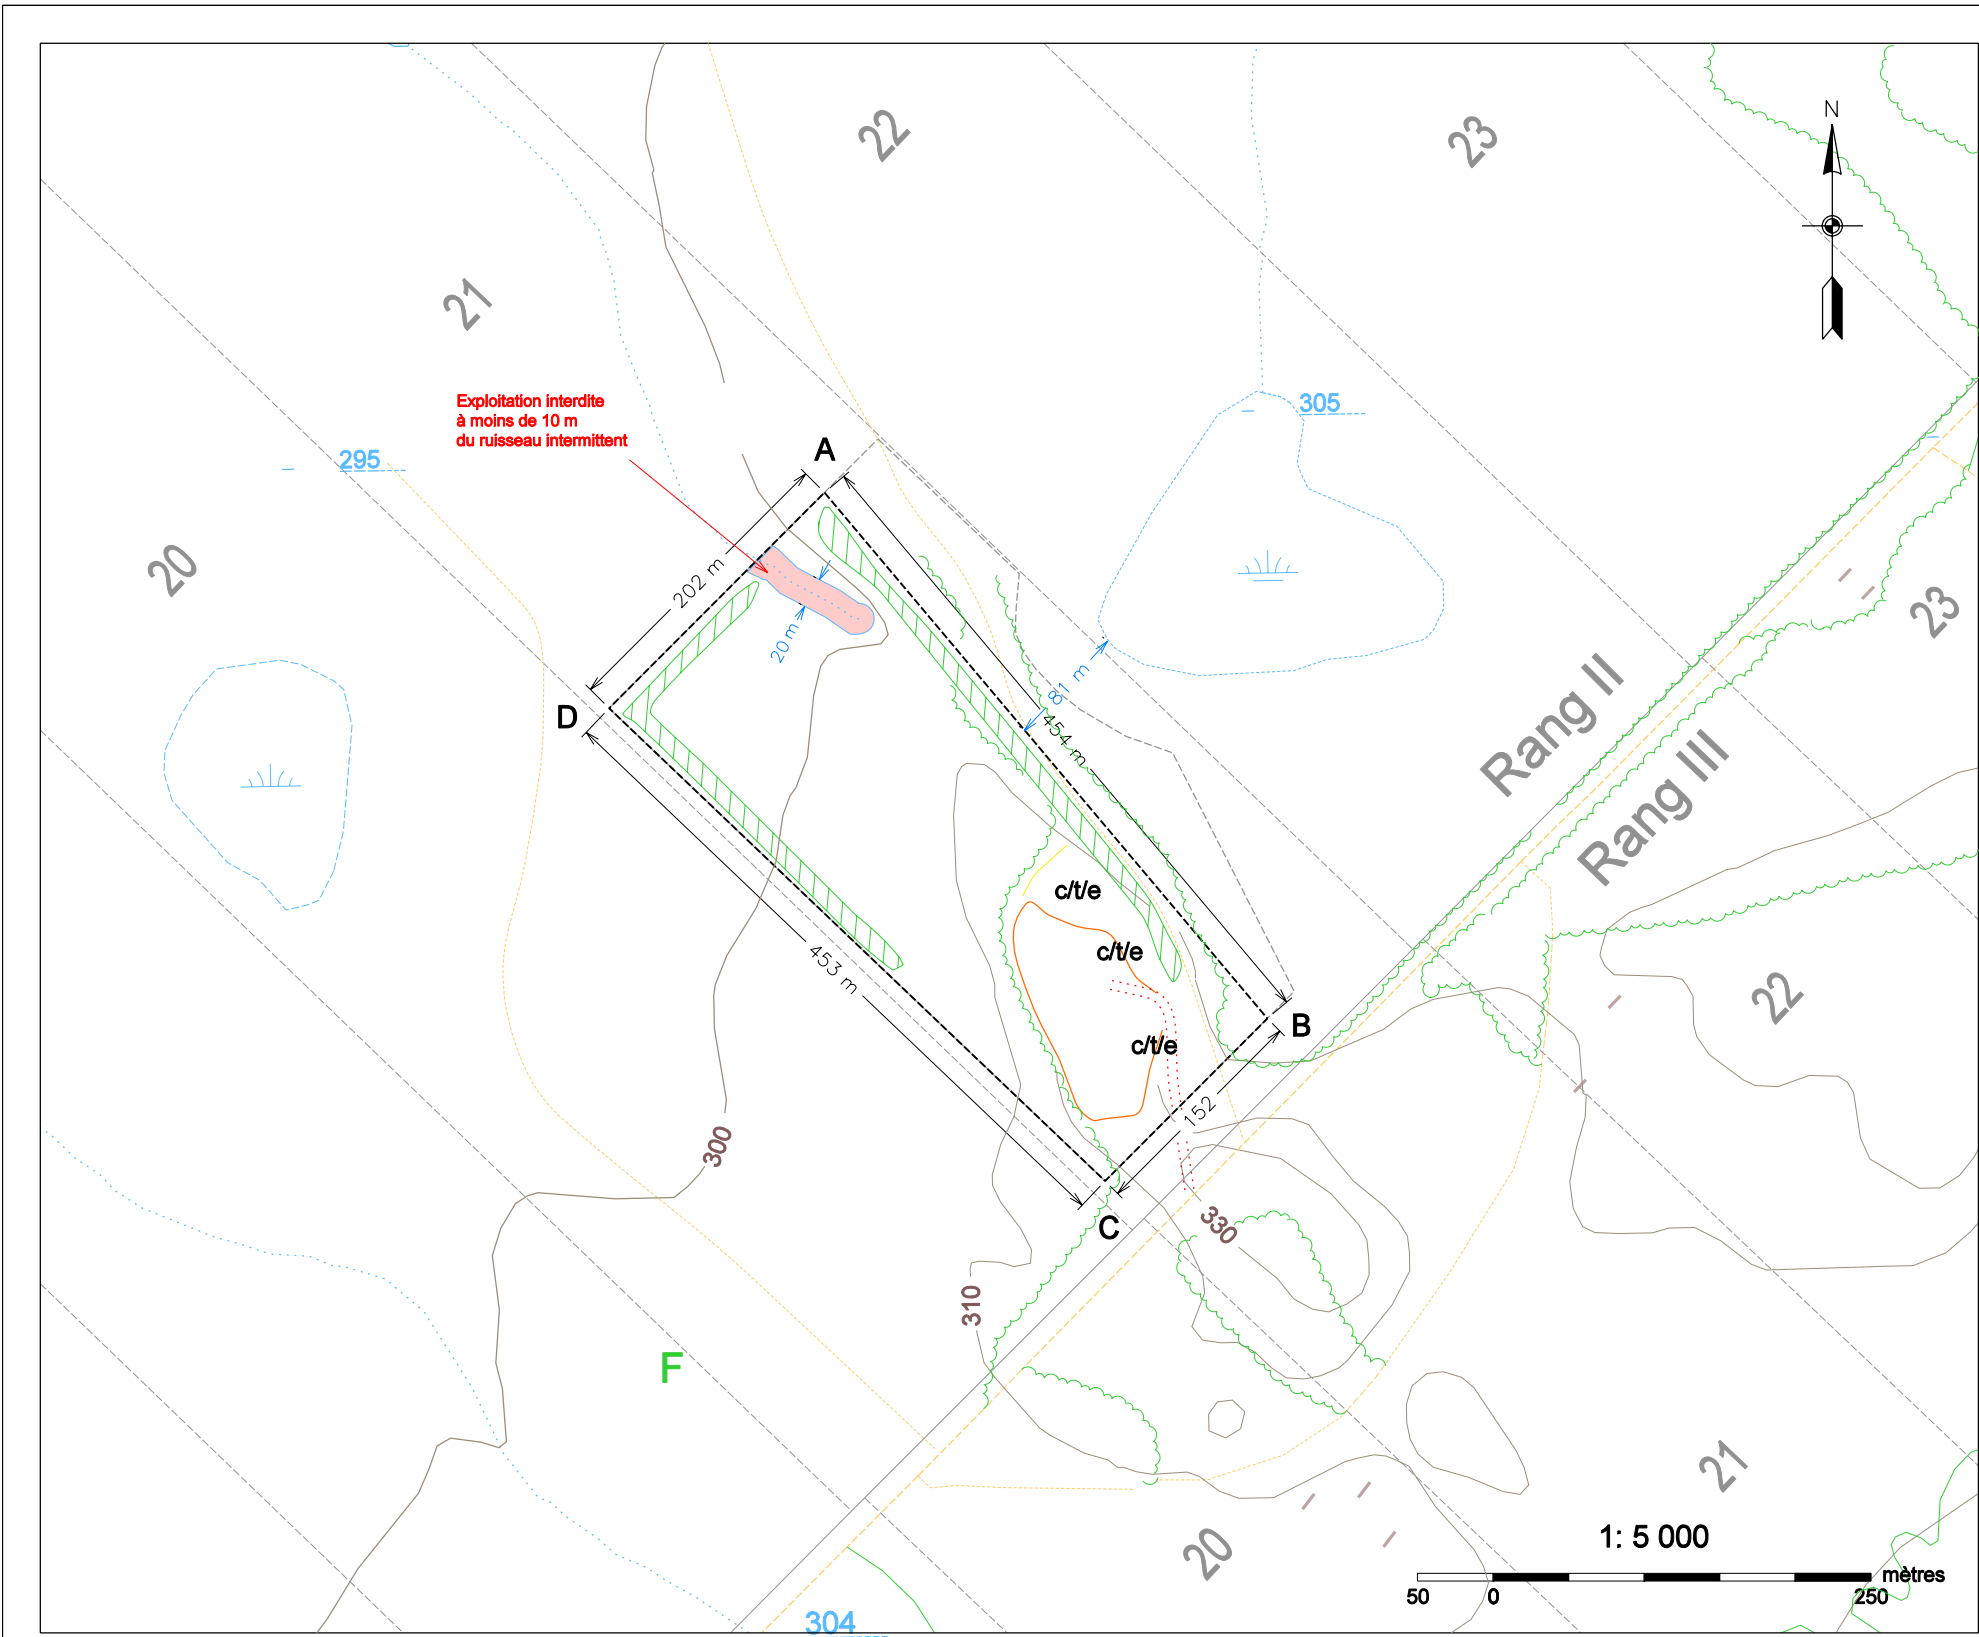 22
23
N
21
Exploitation interdite
à moins de 10 m
du ruisseau intermittent
305
A
295
20
202 m
20 m
23
81 m
D
454 m
Rang II
Rang III
c/t/e
c/t/e
453 m
22
B
c/t/e
152
300
C
330
310
F
21
20
1: 5 000
mètres
50 0 250
304